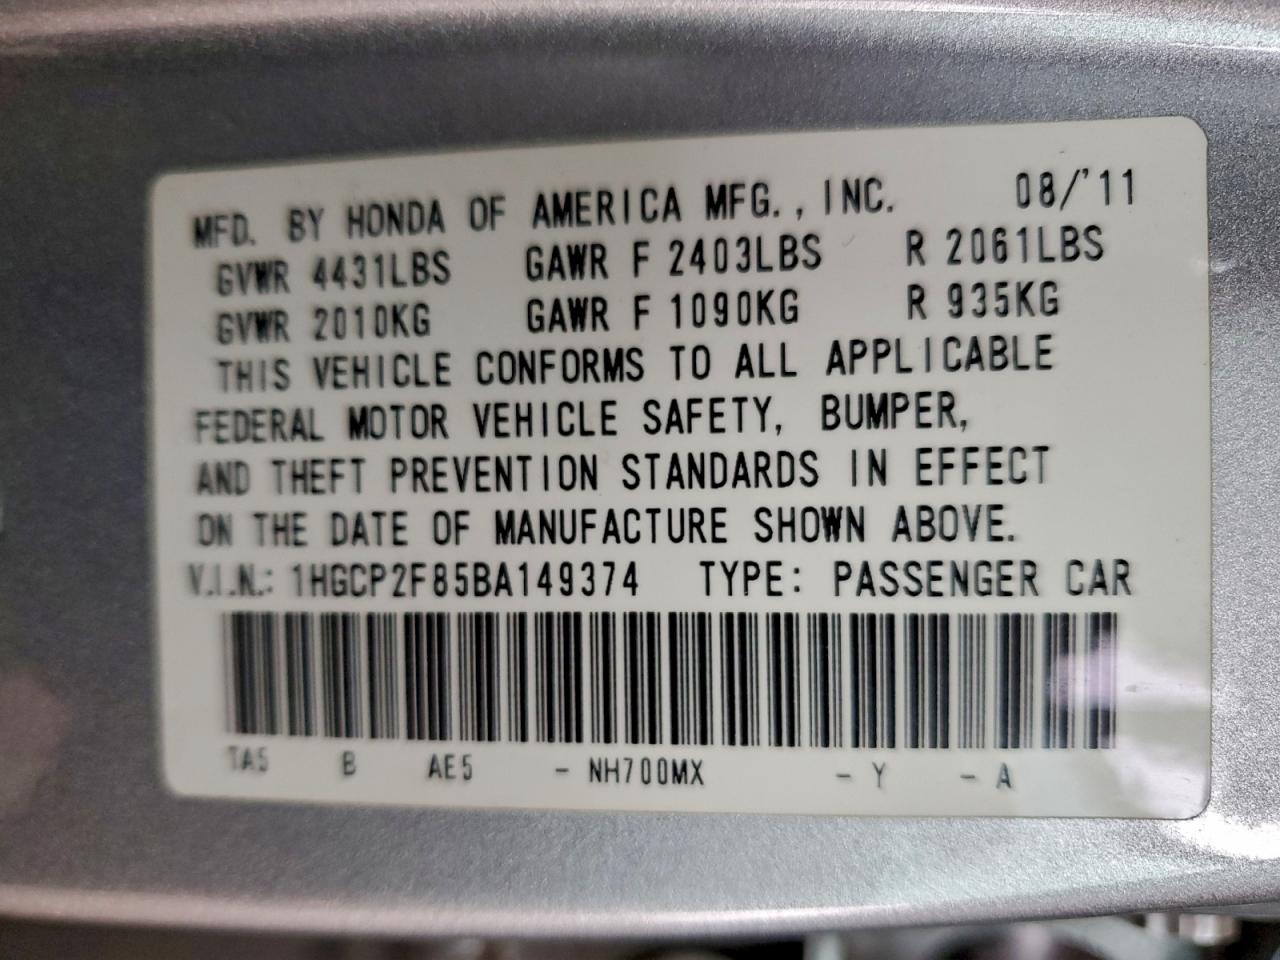 MFD. BY HONDA OF AMERICA MFG., INC. 08/'11
GVWR 4431LBS GAWR F 2403LBS R 2061LBS
GVWR 2010KG GAWR F 1090KG R 935KG
THIS VEHICLE CONFORMS TO ALL APPLICABLE
FEDERAL MOTOR VEHICLE SAFETY, BUMPER,
AND THEFT PREVENTION STANDARDS IN EFFECT
ON THE DATE OF MANUFACTURE SHOWN ABOVE.
V.I.N.: 1HGCP2F85BA149374 TYPE: PASSENGER CAR
TA5 B AE5 - NH700MX - Y - A